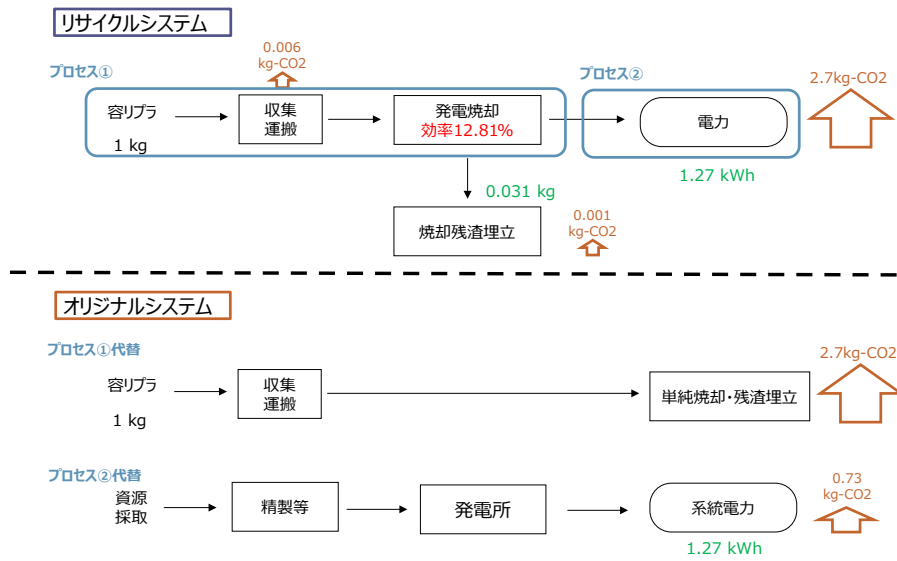 リサイクルシステム
0.006
kg-CO2
プロセス①
プロセス②
2.7kg-CO2
容リプラ
1 kg
収集
運搬
発電焼却
効率12.81%
電力
1.27 kWh
0.031 kg
焼却残渣埋立
0.001
kg-CO2
オリジナルシステム
プロセス①代替
2.7kg-CO2
容リプラ
1 kg
収集
運搬
単純焼却・残渣埋立
プロセス②代替
資源
採取
精製等
発電所
系統電力
0.73
kg-CO2
1.27 kWh